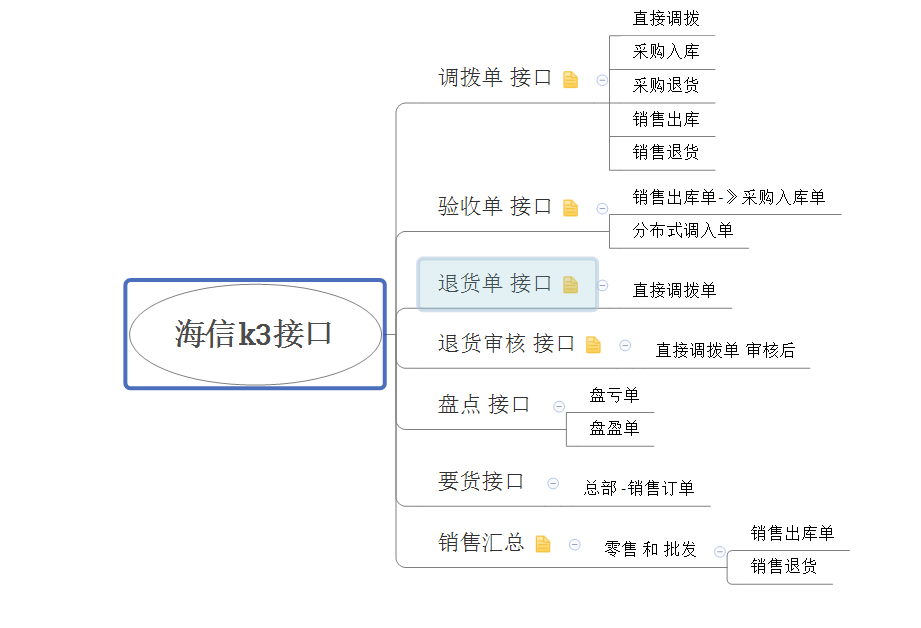 海信k3接口
调拨单 接口
直接调拨
采购入库
采购退货
销售出库
销售退货
验收单 接口
销售出库单-》采购入库单
分布式调入单
退货单 接口
直接调拨单
退货审核 接口
直接调拨单 审核后
盘点 接口
盘亏单
盘盈单
要货接口
总部 -销售订单
销售汇总
零售 和 批发
销售出库单
销售退货